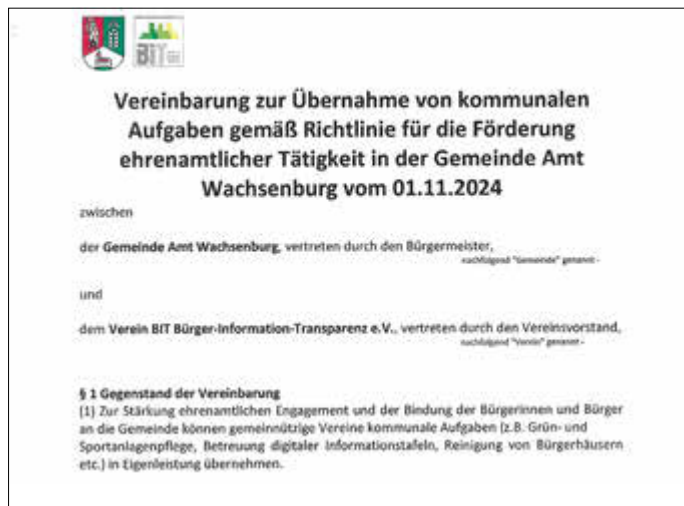 BIT
Vereinbarung zur Übernahme von kommunalen
Aufgaben gemäß Richtlinie für die Förderung
ehrenamtlicher Tätigkeit in der Gemeinde Amt
Wachsenburg vom 01.11.2024
zwischen
der Gemeinde Amt Wachsenburg, vertreten durch den Bürgermeister,
nachfolgend "Gemeinde" genannt -
und
dem Verein BIT Bürger-Information-Transparenz e.V., vertreten durch den Vereinsvorstand,
nachfolgend "Verein" genannt -
§ 1 Gegenstand der Vereinbarung
(1) Zur Stärkung ehrenamtlichen Engagement und der Bindung der Bürgerinnen und Bürger
an die Gemeinde können gemeinnützige Vereine kommunale Aufgaben (z.B. Grün- und
Sportanlagenpflege, Betreuung digitaler Informationstafeln, Reinigung von Bürgerhäusern
etc.) in Eigenleistung übernehmen.